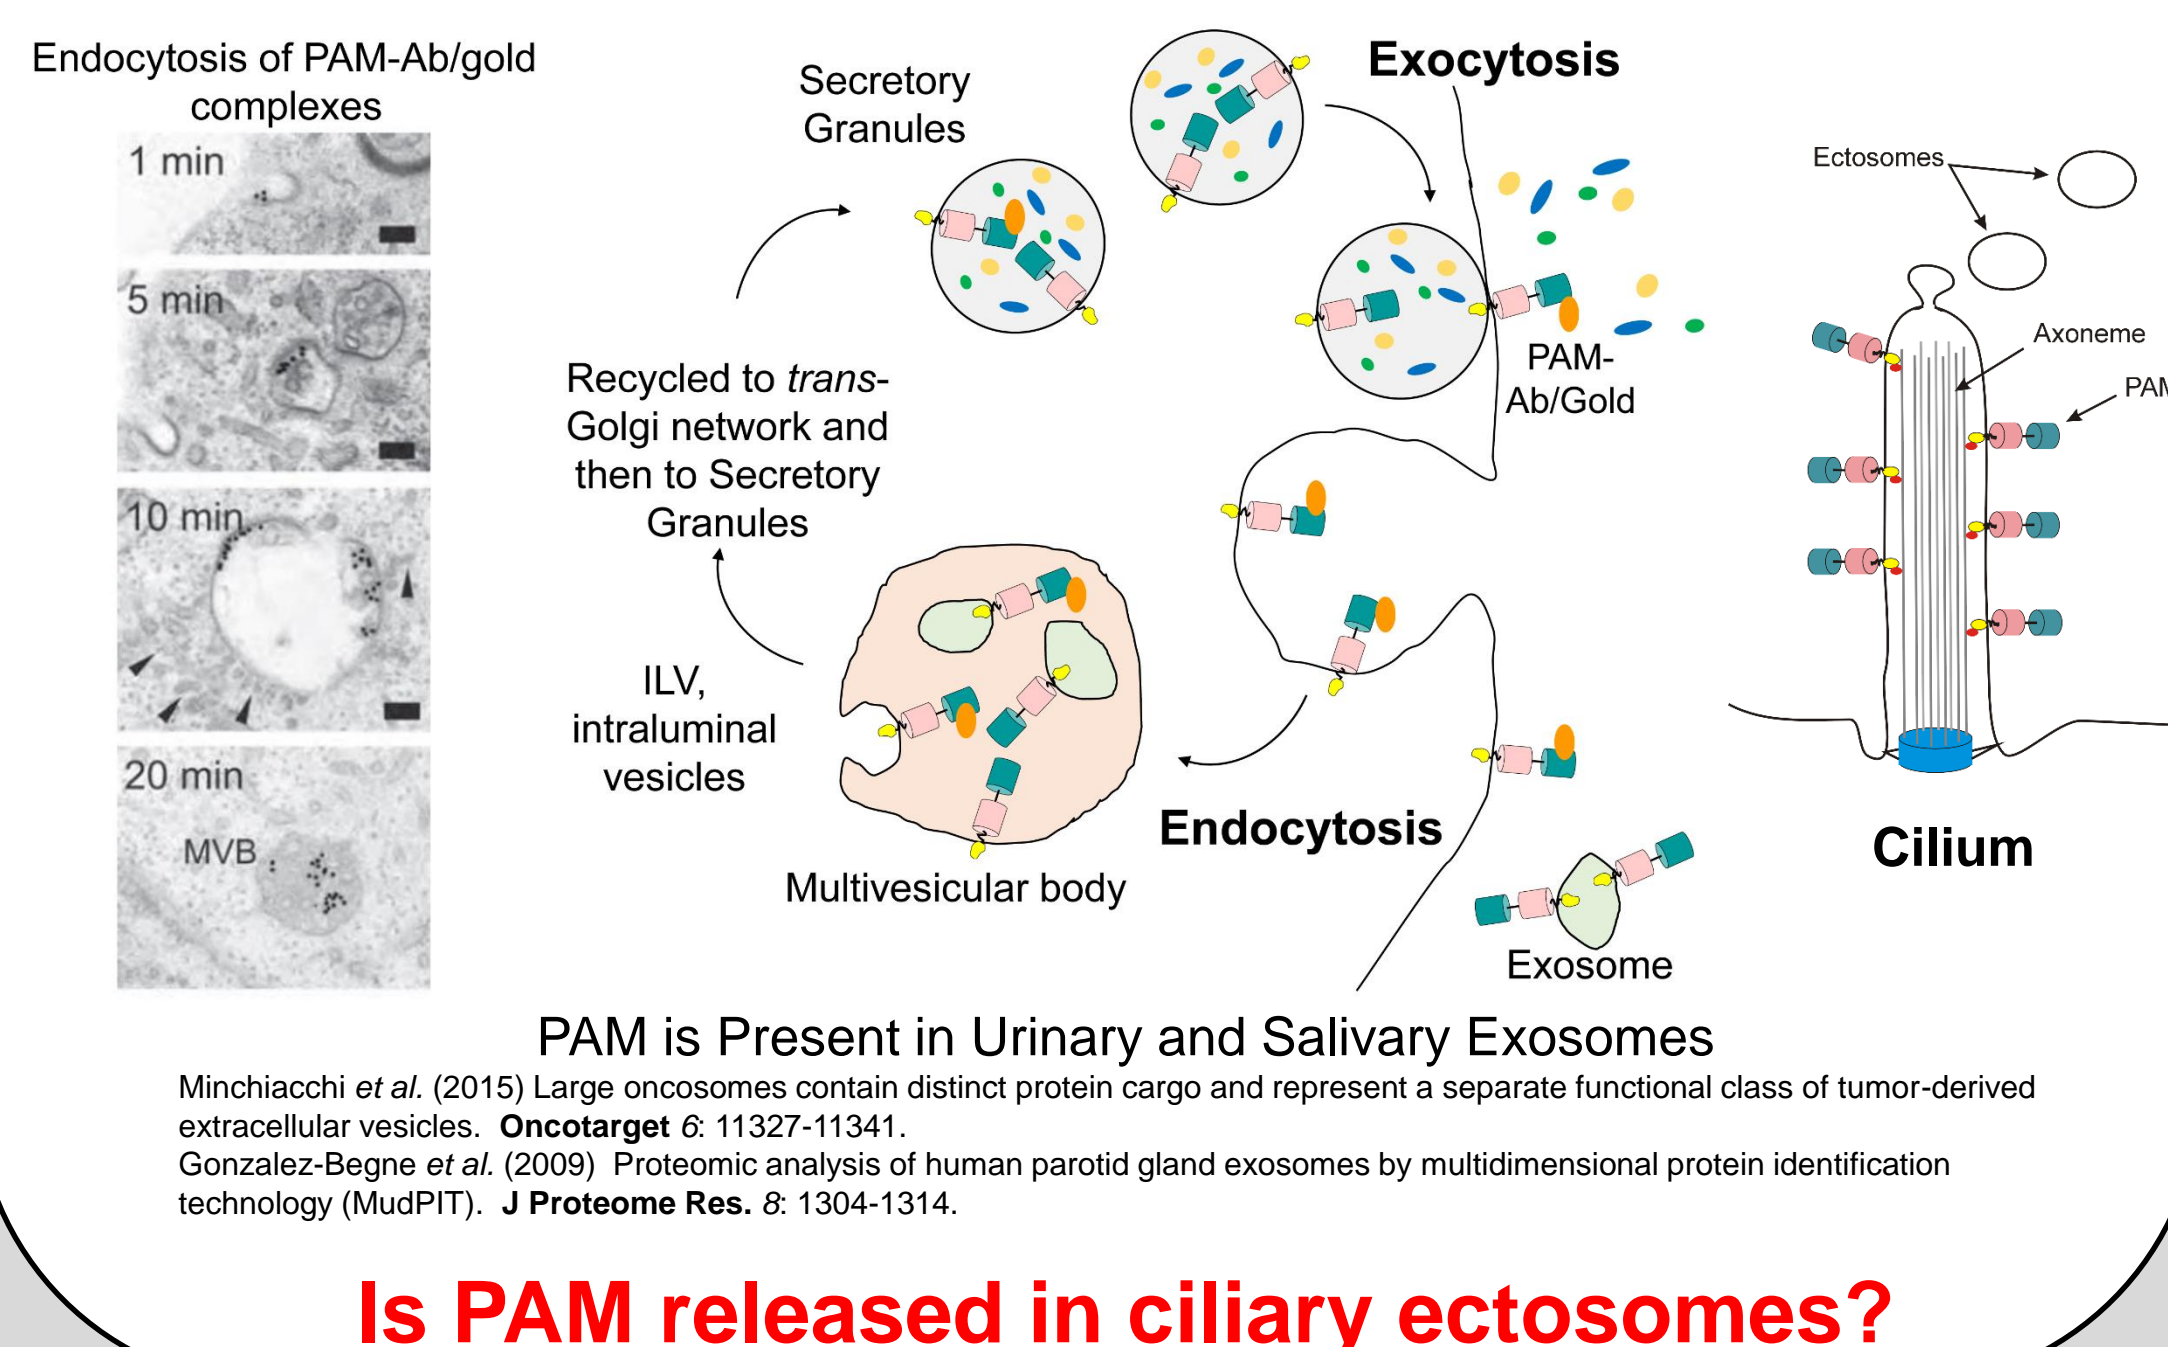 Endocytosis of PAM-Ab/gold
complexes
1 min
5 min
10 min
20 min
MVB
Secretory
Granules
Exocytosis
Recycled to trans-
Golgi network and
then to Secretory
Granules
PAM-
Ab/Gold
ILV,
intraluminal
vesicles
Multivesicular body
Endocytosis
Exosome
Ectosomes
Axoneme
PAM
Cilium
PAM is Present in Urinary and Salivary Exosomes
Minchiacchi et al. (2015) Large oncosomes contain distinct protein cargo and represent a separate functional class of tumor-derived
extracellular vesicles. Oncotarget 6: 11327-11341.
Gonzalez-Begne et al. (2009) Proteomic analysis of human parotid gland exosomes by multidimensional protein identification
technology (MudPIT). J Proteome Res. 8: 1304-1314.
Is PAM released in ciliary ectosomes?